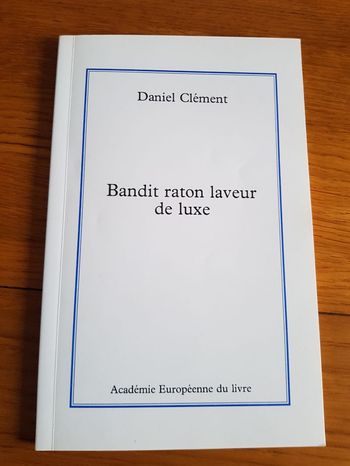 Daniel Clément
Bandit raton laveur
de luxe
Académie Européenne du livre